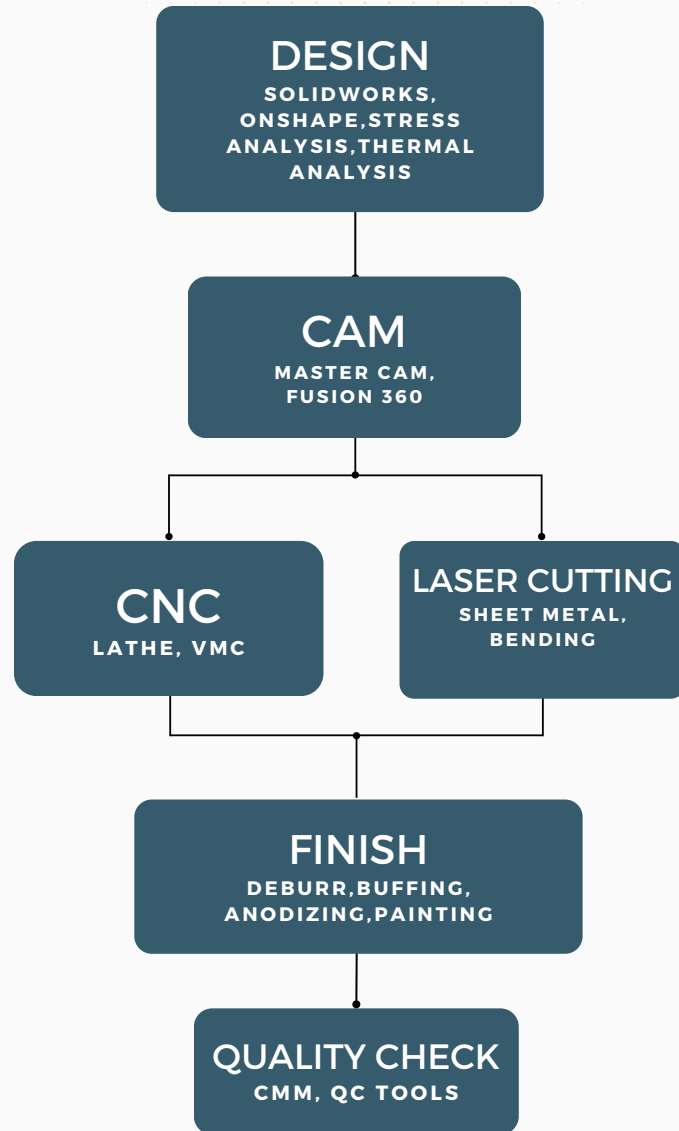 DESIGN
SOLIDWORKS,
ONSHAPE,STRESS
ANALYSIS,THERMAL
ANALYSIS
CAM
MASTER CAM,
FUSION 360
CNC
LATHE, VMC
LASER CUTTING
SHEET METAL,
BENDING
FINISH
DEBURR,BUFFING,
ANODIZING,PAINTING
QUALITY CHECK
CMM, QC TOOLS